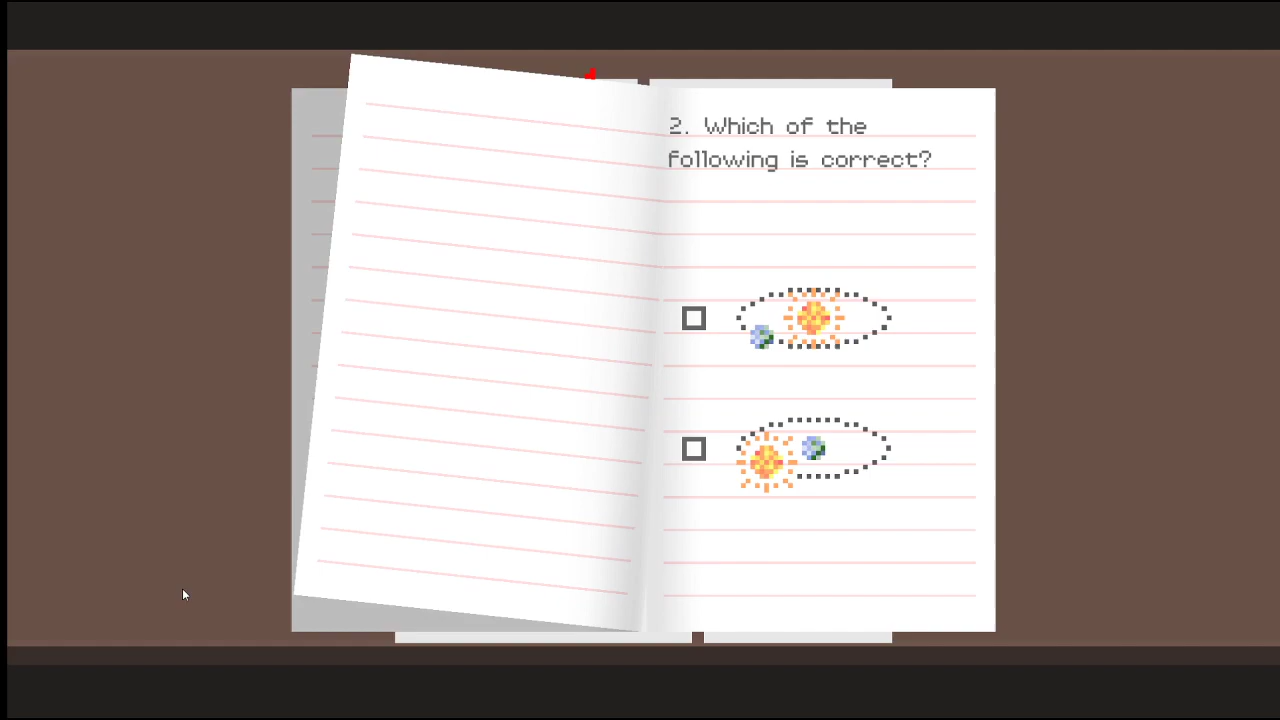 2. Which of the
following is correct?